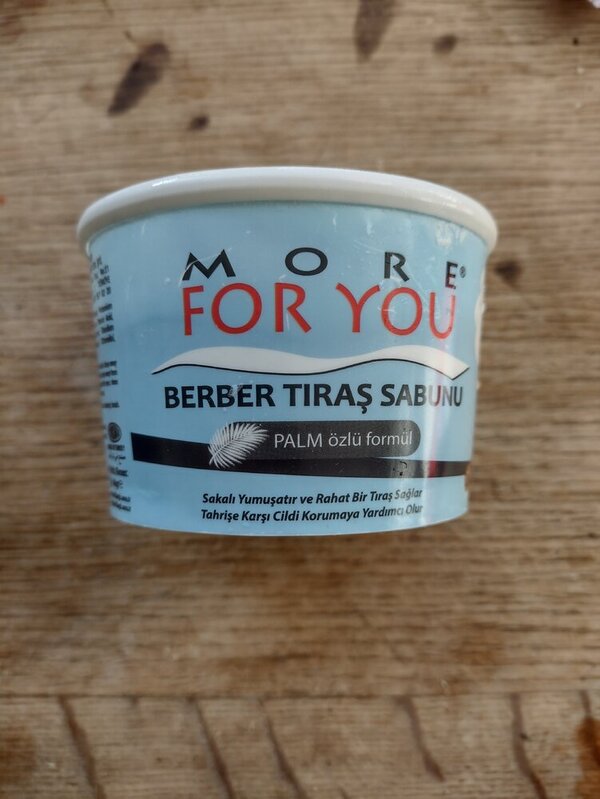 MORE®
FOR YOU
BERBER TIRAŞ SABUNU
PALM özlü formül
Sakalı Yumuşatır ve Rahat Bir Tıraş Sağlar
Tahrişe Karşı Cildi Korumaya Yardımcı Olur